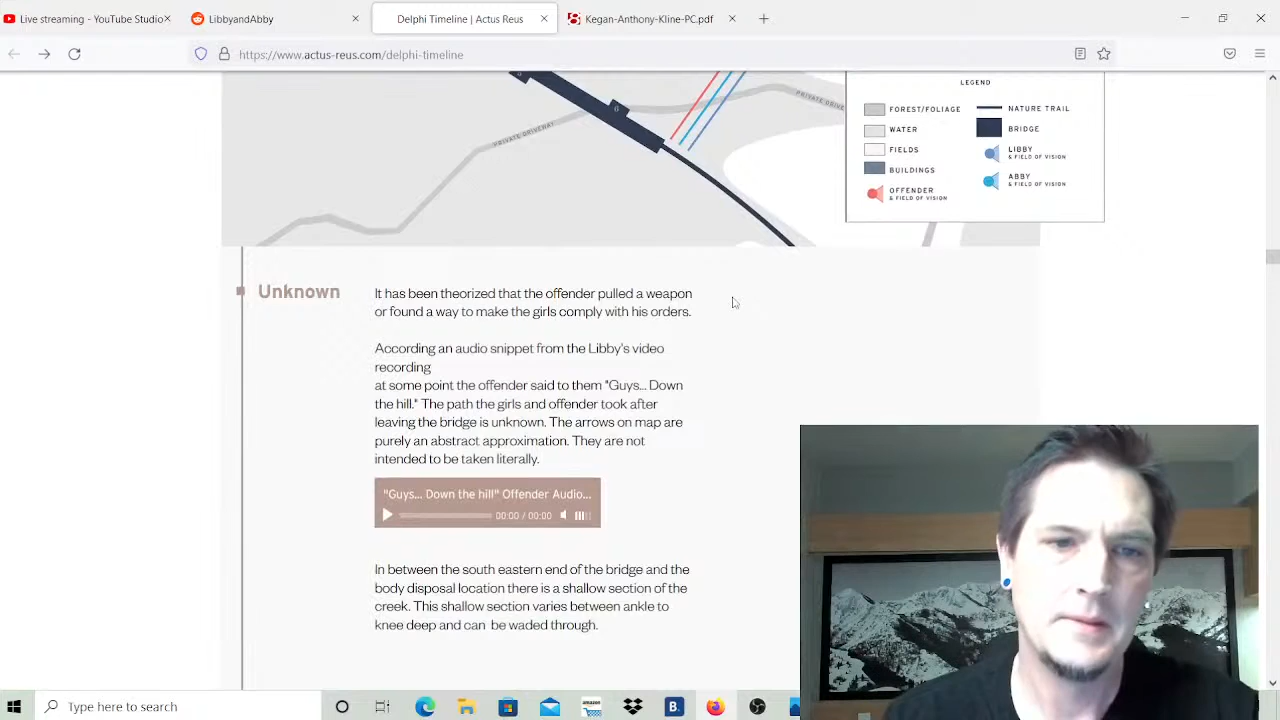 Live streaming - YouTube Studio
LibbyandAbby
Delphi Timeline | Actus Reus
Kegan-Anthony-Kline-PC.pdf
https://www.actus-reus.com/delphi-timeline
PRIVATE DRIVEWAY
PRIVATE DRIVE
6
LEGEND
FOREST/FOLIAGE
WATER
FIELDS
BUILDINGS
OFFENDER
& FIELD OF VISION
NATURE TRAIL
BRIDGE
LIBBY
& FIELD OF VISION
ABBY
& FIELD OF VISION
Unknown
It has been theorized that the offender pulled a weapon
or found a way to make the girls comply with his orders.
According an audio snippet from the Libby's video
recording
at some point the offender said to them "Guys... Down
the hill." The path the girls and offender took after
leaving the bridge is unknown. The arrows on map are
purely an abstract approximation. They are not
intended to be taken literally.
"Guys... Down the hill" Offender Audio...
00:00 / 00:00
In between the south eastern end of the bridge and the
body disposal location there is a shallow section of the
creek. This shallow section varies between ankle to
knee deep and can be waded through.
Type here to search
amazon
B